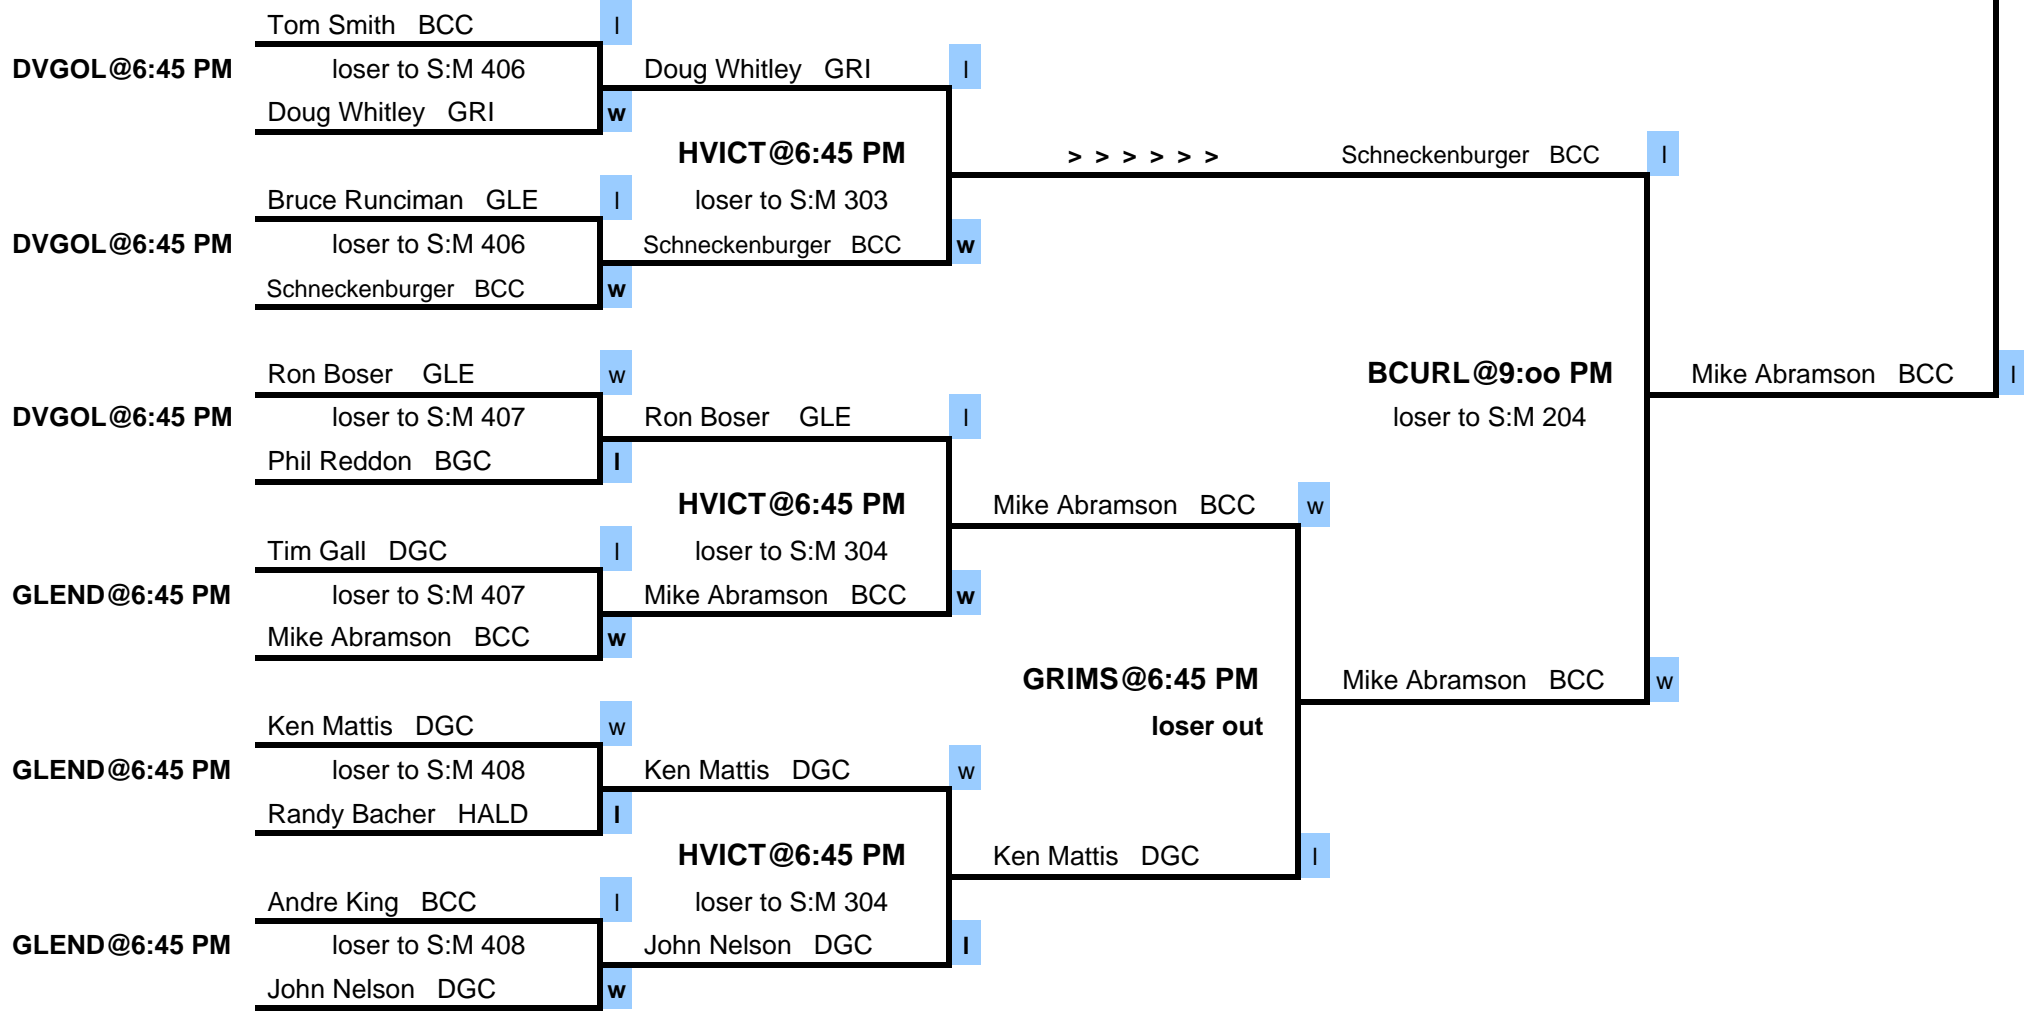 Tom Smith BCC l
DVGOL@6:45 PM loser to S:M 406 Doug Whitley GRI l
Doug Whitley GRI w
HVICT@6:45 PM > > > > > > Schneckenburger BCC l
Bruce Runciman GLE l loser to S:M 303
DVGOL@6:45 PM loser to S:M 406 Schneckenburger BCC w
Schneckenburger BCC w
Ron Boser GLE w BCURL@9:oo PM Mike Abramson BCC l
DVGOL@6:45 PM loser to S:M 407 Ron Boser GLE l loser to S:M 204
Phil Reddon BGC l
HVICT@6:45 PM Mike Abramson BCC w
Tim Gall DGC l loser to S:M 304
GLEND@6:45 PM loser to S:M 407 Mike Abramson BCC w
Mike Abramson BCC w
GRIMS@6:45 PM Mike Abramson BCC w
Ken Mattis DGC w loser out
GLEND@6:45 PM loser to S:M 408 Ken Mattis DGC w
Randy Bacher HALD l
HVICT@6:45 PM Ken Mattis DGC l
Andre King BCC l loser to S:M 304
GLEND@6:45 PM loser to S:M 408 John Nelson DGC l
John Nelson DGC w